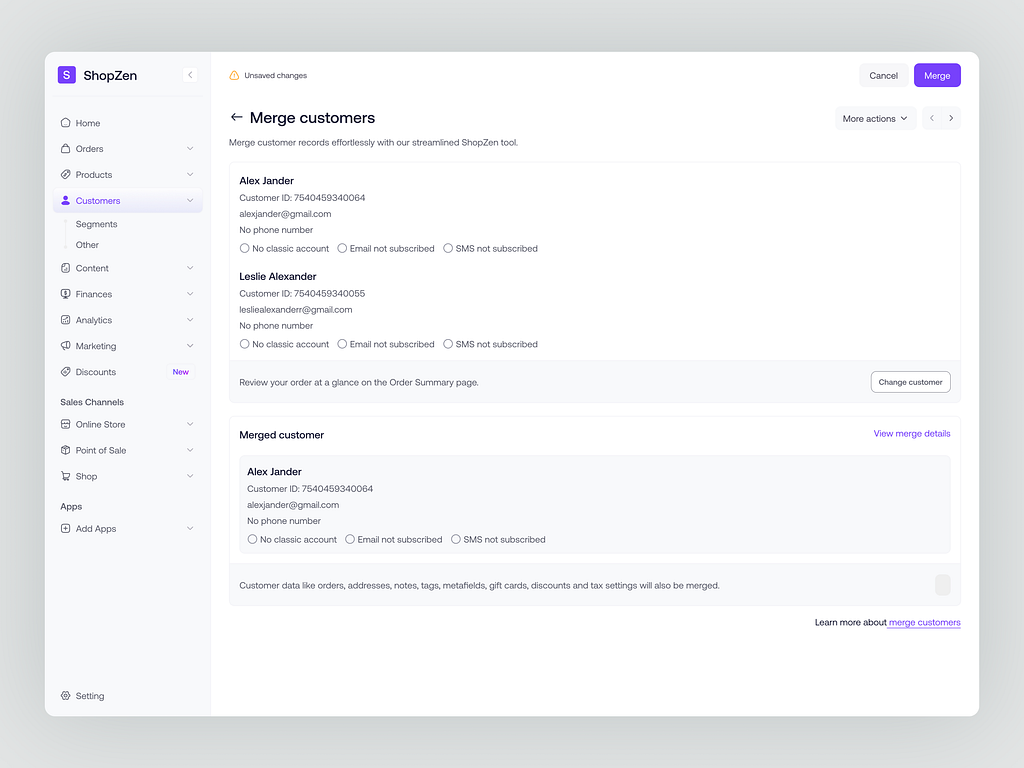 S ShopZen
Home
Orders
Products
Customers
Segments
Other
Content
Finances
Analytics
Marketing
Discounts New
Sales Channels
Online Store
Point of Sale
Shop
Apps
Add Apps
Setting
Unsaved changes
Cancel
Merge
Merge customers
More actions
Merge customer records effortlessly with our streamlined ShopZen tool.
Alex Jander
Customer ID: 7540459340064
alexjander@gmail.com
No phone number
No classic account Email not subscribed SMS not subscribed
Leslie Alexander
Customer ID: 7540459340055
lesliealexanderr@gmail.com
No phone number
No classic account Email not subscribed SMS not subscribed
Review your order at a glance on the Order Summary page.
Change customer
Merged customer
View merge details
Alex Jander
Customer ID: 7540459340064
alexjander@gmail.com
No phone number
No classic account Email not subscribed SMS not subscribed
Customer data like orders, addresses, notes, tags, metafields, gift cards, discounts and tax settings will also be merged.
Learn more about merge customers